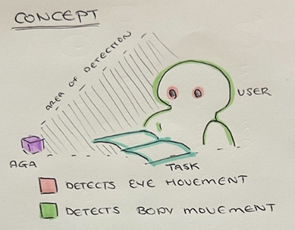 CONCEPT
AREA OF DETECTION
USER
AGA
TASK
DETECTS EYE MOVEMENT
DETECTS BODY MOVEMENT